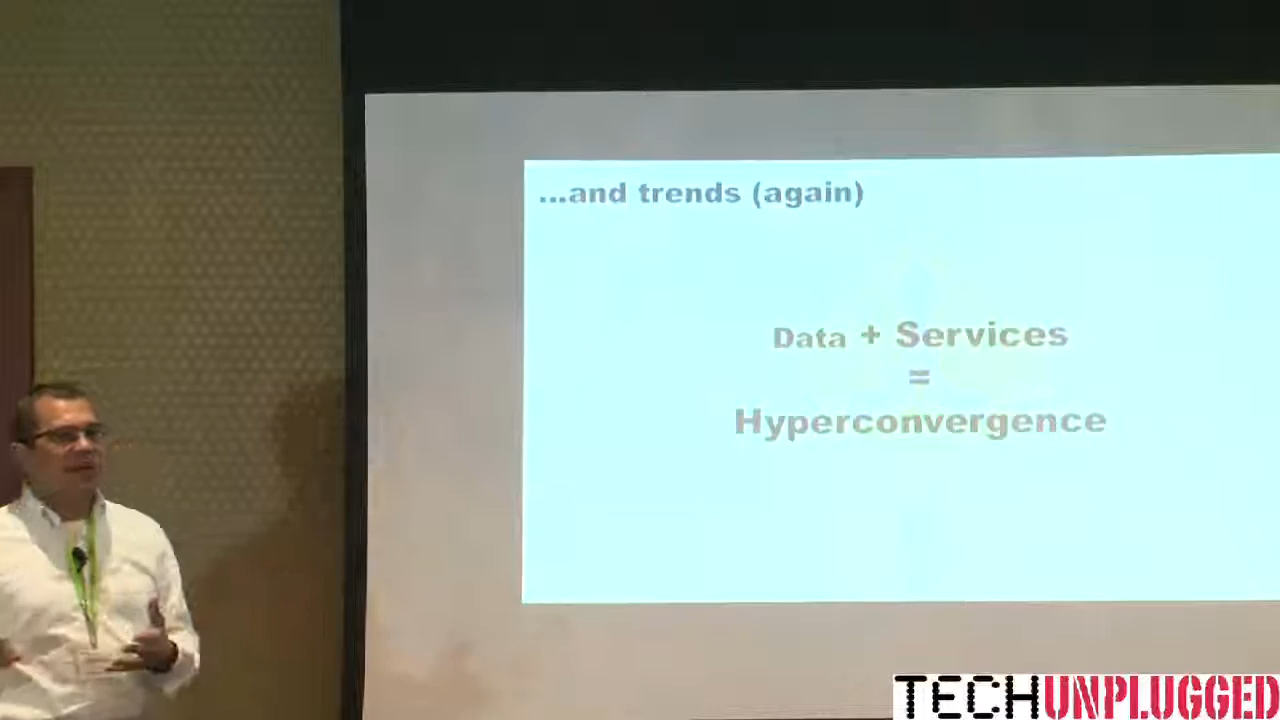 ...and trends (again)
Data + Services
=
Hyperconvergence
TECHUNPLUGGED